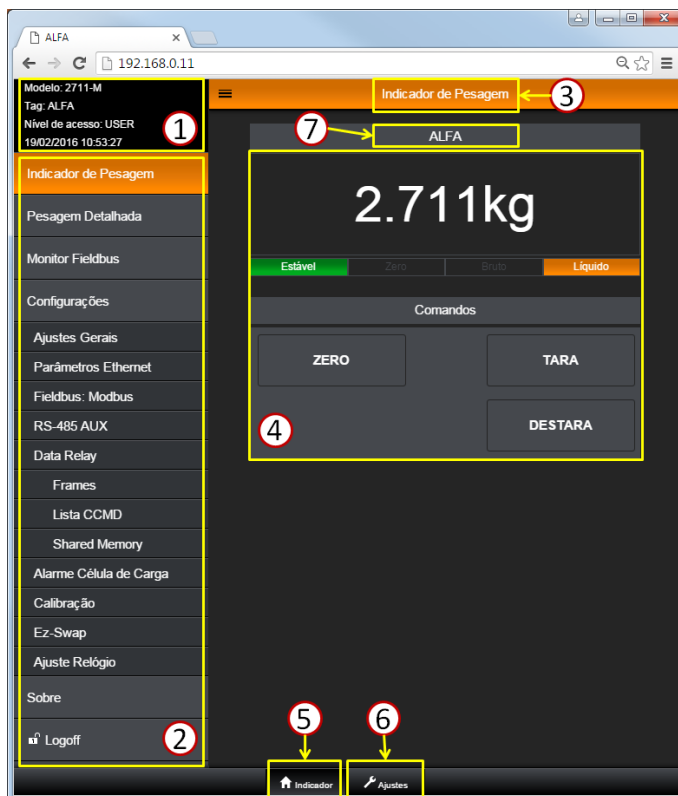 ALFA
192.168.0.11
Modelo: 2711-M
Tag: ALFA
Nível de acesso: USER
19/02/2016 10:53:27
1
Indicador de Pesagem
3
7
ALFA
Indicador de Pesagem
Pesagem Detalhada
Monitor Fieldbus
Configurações
Ajustes Gerais
Parâmetros Ethernet
Fieldbus: Modbus
RS-485 AUX
Data Relay
Frames
Lista CCMD
Shared Memory
Alarme Célula de Carga
Calibração
Ez-Swap
Ajuste Relógio
Sobre
Logoff
2
2.711kg
Estável Zero Bruto Líquido
Comandos
ZERO TARA
4
DESTARA
5 6
Indicador Ajustes